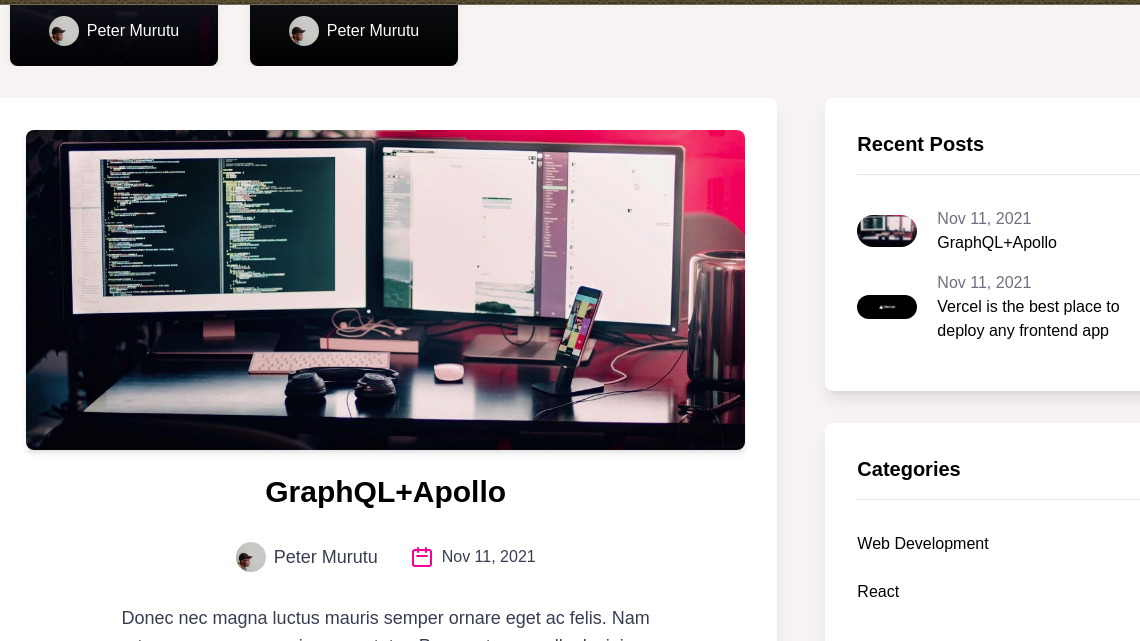 Peter Murutu
Peter Murutu
GraphQL+Apollo
Peter Murutu
Nov 11, 2021
Donec nec magna luctus mauris semper ornare eget ac felis. Nam
Recent Posts
Nov 11, 2021
GraphQL+Apollo
Nov 11, 2021
Vercel is the best place to
deploy any frontend app
Categories
Web Development
React